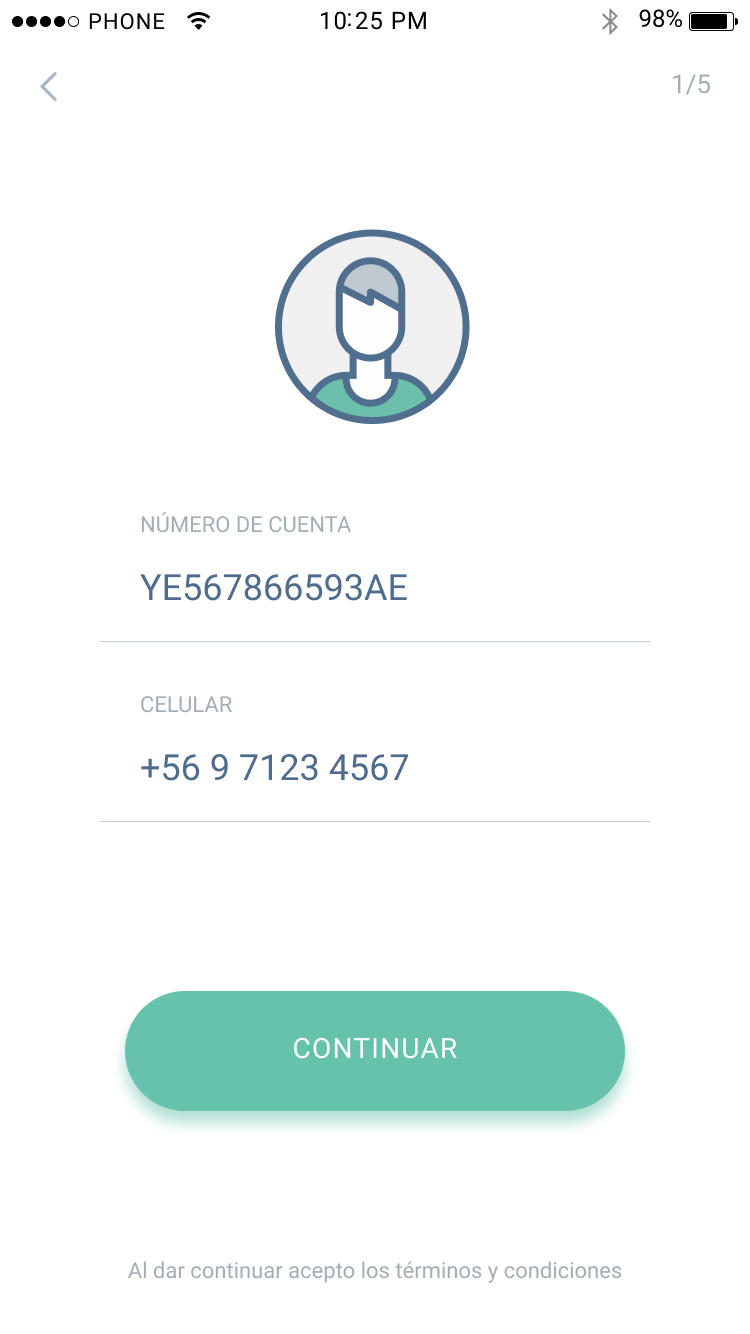 PHONE 10:25 PM 98%
1/5
NÚMERO DE CUENTA
YE567866593AE
CELULAR
+56 9 7123 4567
CONTINUAR
Al dar continuar acepto los términos y condiciones